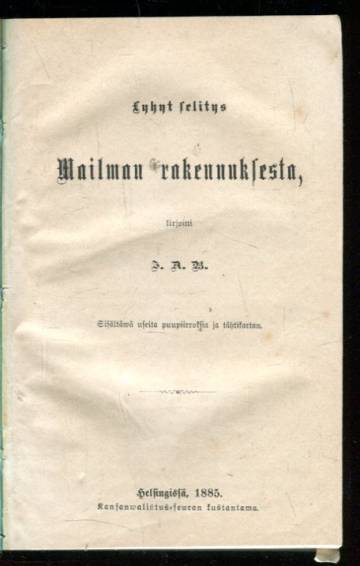 Lyhyt selitys
Mailman rakennuksesta,
kirjoitti
J. A. B.
Sisältäwä useita puupiirroksia ja tähtikartan.
Helsingissä, 1885.
Kansanwalistus-seuran kustantama.